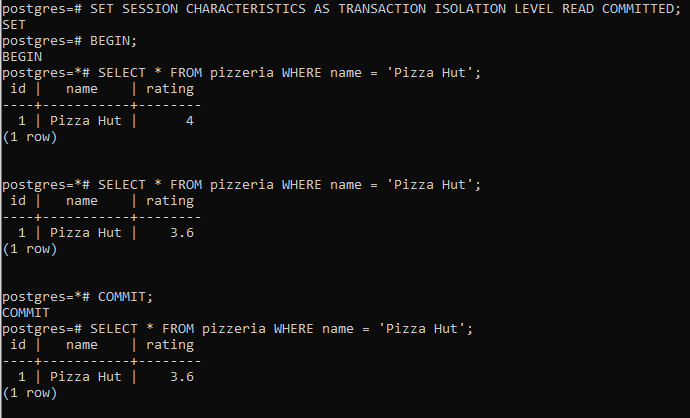 postgres=# SET SESSION CHARACTERISTICS AS TRANSACTION ISOLATION LEVEL READ COMMITTED;
SET
postgres=# BEGIN;
BEGIN
postgres=*# SELECT * FROM pizzeria WHERE name = 'Pizza Hut';
 id |   name    | rating
----+-----------+--------
  1 | Pizza Hut |      4
(1 row)


postgres=*# SELECT * FROM pizzeria WHERE name = 'Pizza Hut';
 id |   name    | rating
----+-----------+--------
  1 | Pizza Hut |    3.6
(1 row)


postgres=*# COMMIT;
COMMIT
postgres=# SELECT * FROM pizzeria WHERE name = 'Pizza Hut';
 id |   name    | rating
----+-----------+--------
  1 | Pizza Hut |    3.6
(1 row)